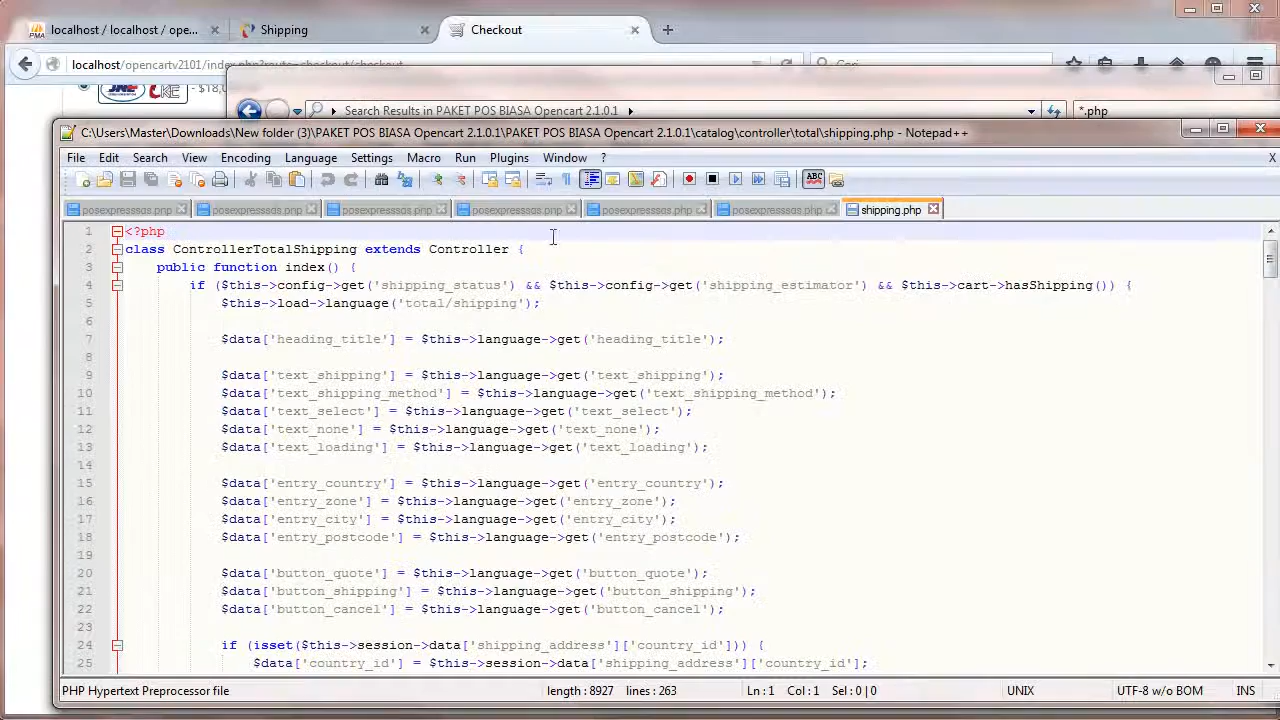 localhost / localhost / ope...
Shipping
Checkout
localhost/opencartv2101/index.php?route=checkout/checkout
JNE
- $18,0
Search Results in PAKET POS BIASA Opencart 2.1.0.1
*.php
C:\Users\Master\Downloads\New folder (3)\PAKET POS BIASA Opencart 2.1.0.1\PAKET POS BIASA Opencart 2.1.0.1\catalog\controller\total\shipping.php - Notepad++
File Edit Search View Encoding Language Settings Macro Run Plugins Window ? X
posexpresssas.php posexpresssas.php posexpresssas.php posexpresssas.php posexpresssas.php posexpresssas.php shipping.php
1 <?php
2 class ControllerTotalShipping extends Controller {
3 public function index() {
4 if ($this->config->get('shipping_status') && $this->config->get('shipping_estimator') && $this->cart->hasShipping()) {
5 $this->load->language('total/shipping');
6
7 $data['heading_title'] = $this->language->get('heading_title');
8
9 $data['text_shipping'] = $this->language->get('text_shipping');
10 $data['text_shipping_method'] = $this->language->get('text_shipping_method');
11 $data['text_select'] = $this->language->get('text_select');
12 $data['text_none'] = $this->language->get('text_none');
13 $data['text_loading'] = $this->language->get('text_loading');
14
15 $data['entry_country'] = $this->language->get('entry_country');
16 $data['entry_zone'] = $this->language->get('entry_zone');
17 $data['entry_city'] = $this->language->get('entry_city');
18 $data['entry_postcode'] = $this->language->get('entry_postcode');
19
20 $data['button_quote'] = $this->language->get('button_quote');
21 $data['button_shipping'] = $this->language->get('button_shipping');
22 $data['button_cancel'] = $this->language->get('button_cancel');
23
24 if (isset($this->session->data['shipping_address']['country_id'])) {
25 $data['country_id'] = $this->session->data['shipping_address']['country_id'];
PHP Hypertext Preprocessor file length : 8927 lines : 263 Ln : 1 Col : 1 Sel : 0 | 0 UNIX UTF-8 w/o BOM INS